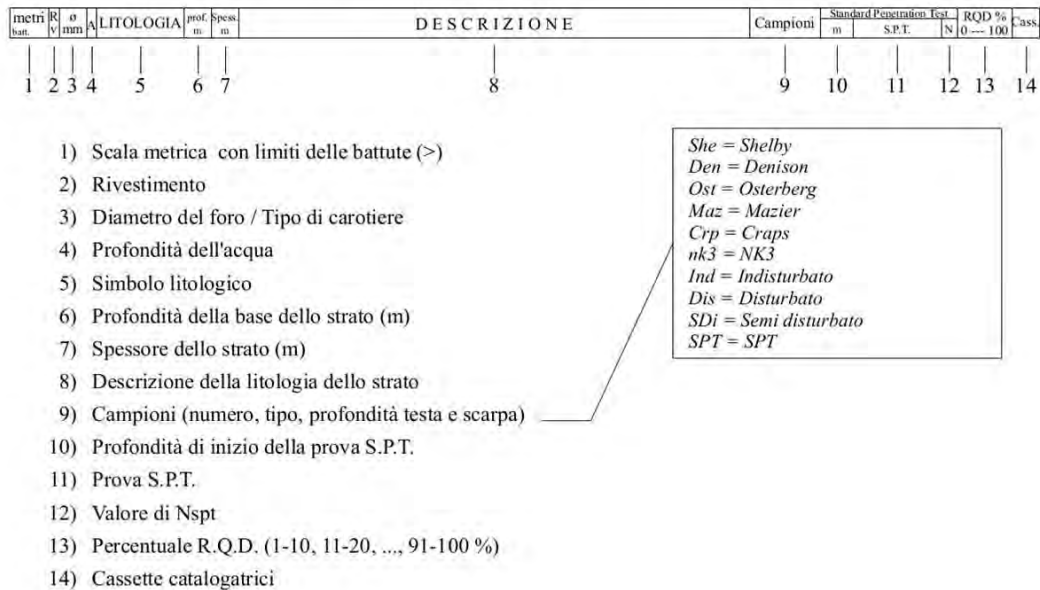 metri R ø A LITOLOGIA prof. Spess. DESCRIZIONE Campioni Standard Penetration Test RQD % Cass.
batt. v mm m m m S.P.T. N 0 --- 100
1 2 3 4 5 6 7 8 9 10 11 12 13 14
1) Scala metrica con limiti delle battute (>)
2) Rivestimento
3) Diametro del foro / Tipo di carotiere
4) Profondità dell'acqua
5) Simbolo litologico
6) Profondità della base dello strato (m)
7) Spessore dello strato (m)
8) Descrizione della litologia dello strato
9) Campioni (numero, tipo, profondità testa e scarpa)
10) Profondità di inizio della prova S.P.T.
11) Prova S.P.T.
12) Valore di Nspt
13) Percentuale R.Q.D. (1-10, 11-20, ..., 91-100 %)
14) Cassette catalogatrici
She = Shelby
Den = Denison
Ost = Osterberg
Maz = Mazier
Crp = Craps
nk3 = NK3
Ind = Indisturbato
Dis = Disturbato
SDi = Semi disturbato
SPT = SPT